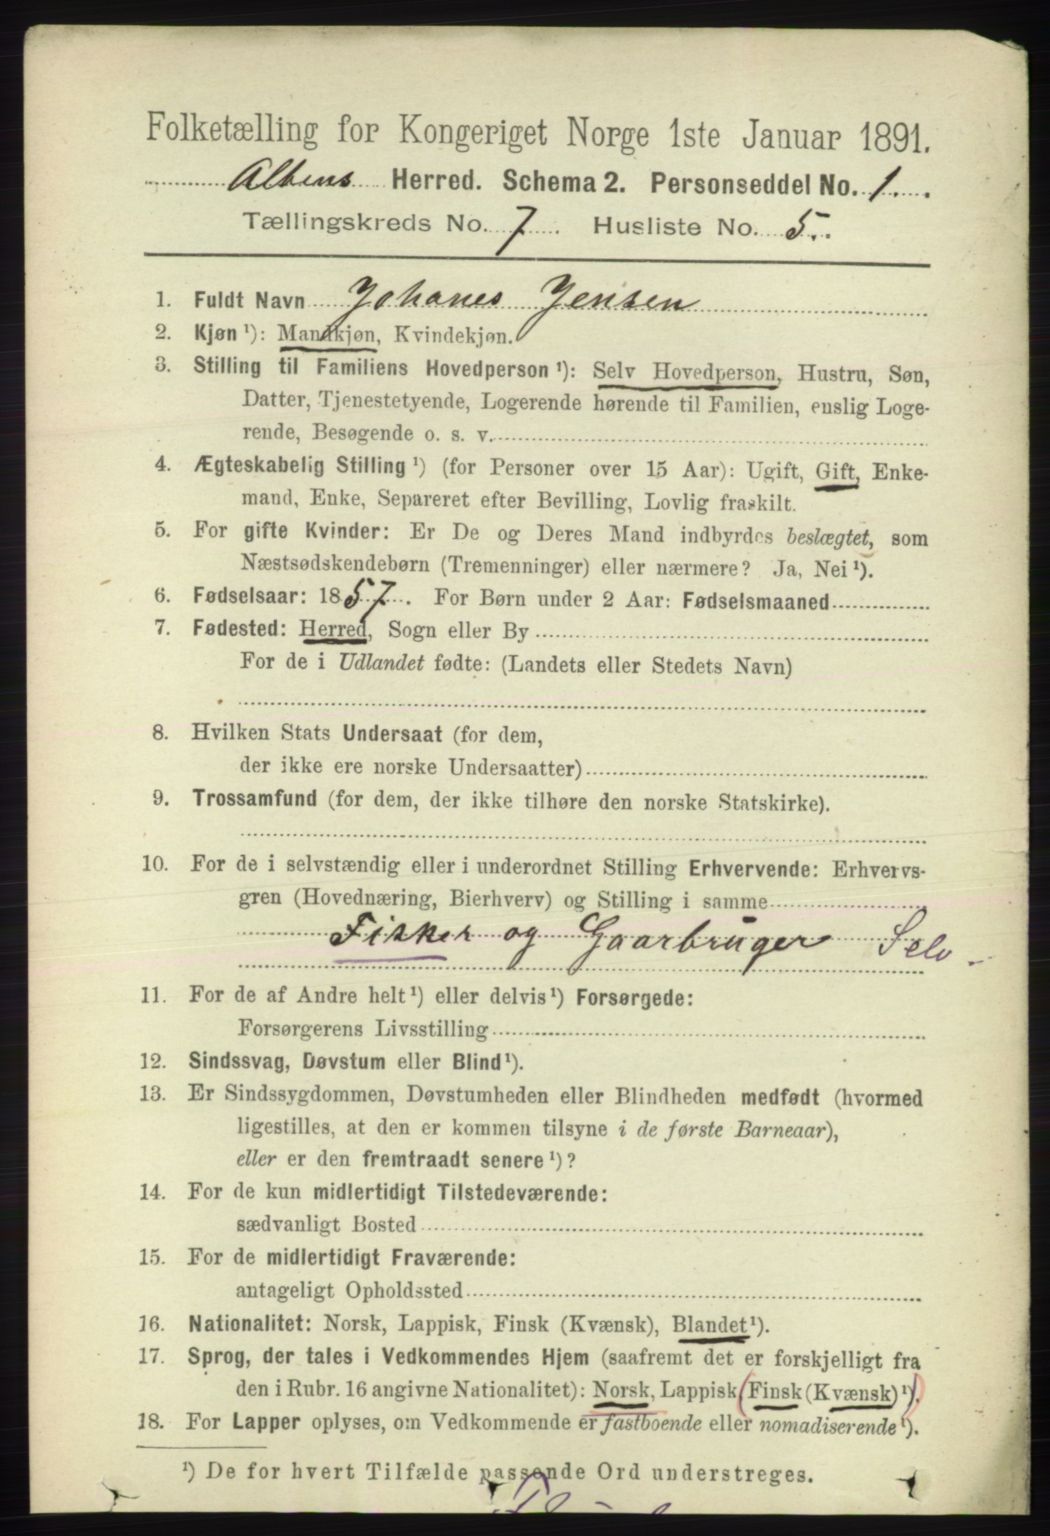 Folketælling for Kongeriget Norge 1ste Januar 1891.
Altens Herred. Schema 2. Personseddel No. 1.
Tællingskreds No. 7. Husliste No. 5.
1. Fuldt Navn Johanes Jensen
2. Kjøn ¹): Mandkjøn, Kvindekjøn.
3. Stilling til Familiens Hovedperson ¹): Selv Hovedperson, Hustru, Søn,
Datter, Tjenestetyende, Logerende hørende til Familien, enslig Loge-
rende, Besøgende o. s. v.
4. Ægteskabelig Stilling ¹) (for Personer over 15 Aar): Ugift, Gift, Enke-
mand, Enke, Separeret efter Bevilling, Lovlig fraskilt.
5. For gifte Kvinder: Er De og Deres Mand indbyrdes beslægtet, som
Næstsødskendebørn (Tremenninger) eller nærmere? Ja, Nei ¹).
6. Fødselsaar: 1857. For Børn under 2 Aar: Fødselsmaaned
7. Fødested: Herred, Sogn eller By
For de i Udlandet fødte: (Landets eller Stedets Navn)
8. Hvilken Stats Undersaat (for dem,
der ikke ere norske Undersaatter)
9. Trossamfund (for dem, der ikke tilhøre den norske Statskirke).
10. For de i selvstændig eller i underordnet Stilling Erhvervende: Erhvervs-
gren (Hovednæring, Bierhverv) og Stilling i samme
Fisker og Gaarbruger Selv
11. For de af Andre helt ¹) eller delvis ¹) Forsørgede:
Forsørgerens Livsstilling
12. Sindssvag, Døvstum eller Blind ¹).
13. Er Sindssygdommen, Døvstumheden eller Blindheden medfødt (hvormed
ligestilles, at den er kommen tilsyne i de første Barneaar),
eller er den fremtraadt senere ¹)?
14. For de kun midlertidigt Tilstedeværende:
sædvanligt Bosted
15. For de midlertidigt Fraværende:
antageligt Opholdssted
16. Nationalitet: Norsk, Lappisk, Finsk (Kvænsk), Blandet ¹).
17. Sprog, der tales i Vedkommendes Hjem (saafremt det er forskjelligt fra
den i Rubr. 16 angivne Nationalitet): Norsk, Lappisk, (Finsk (Kvænsk) ¹).)
18. For Lapper oplyses, om Vedkommende er fastboende eller nomadiserende ¹).
¹) De for hvert Tilfælde passende Ord understreges.